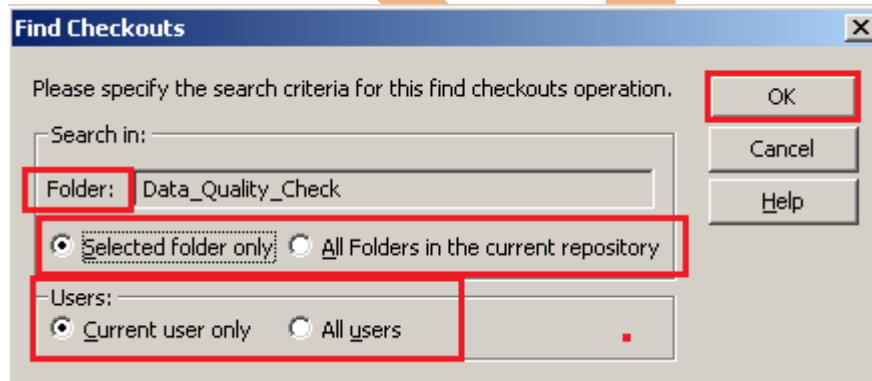 Find Checkouts
Please specify the search criteria for this find checkouts operation.
OK
Search in:
Cancel
Folder: Data_Quality_Check
Help
Selected folder only All Folders in the current repository
Users:
Current user only All users